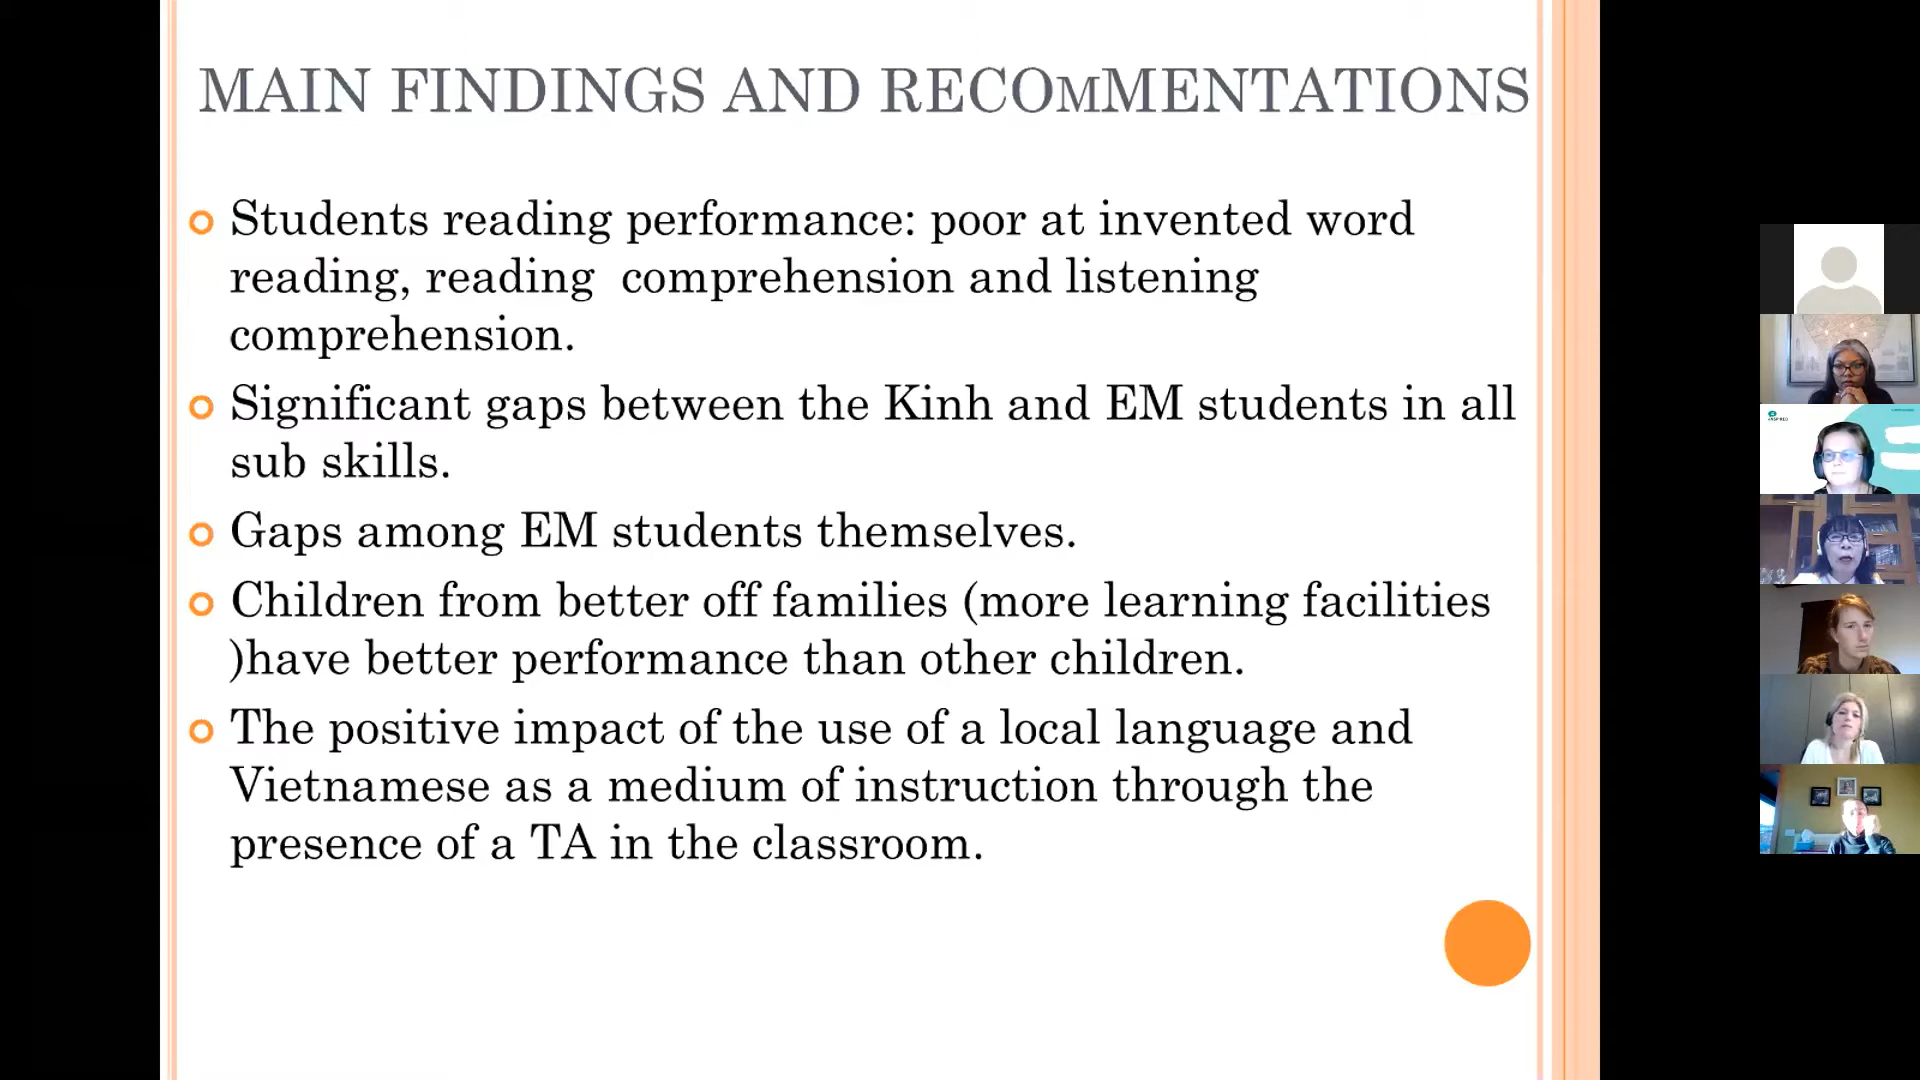 MAIN FINDINGS AND RECOMMENTATIONS
Students reading performance: poor at invented word
reading, reading  comprehension and listening
comprehension.
Significant gaps between the Kinh and EM students in all
sub skills.
Gaps among EM students themselves.
Children from better off families (more learning facilities
)have better performance than other children.
The positive impact of the use of a local language and
Vietnamese as a medium of instruction through the
presence of a TA in the classroom.